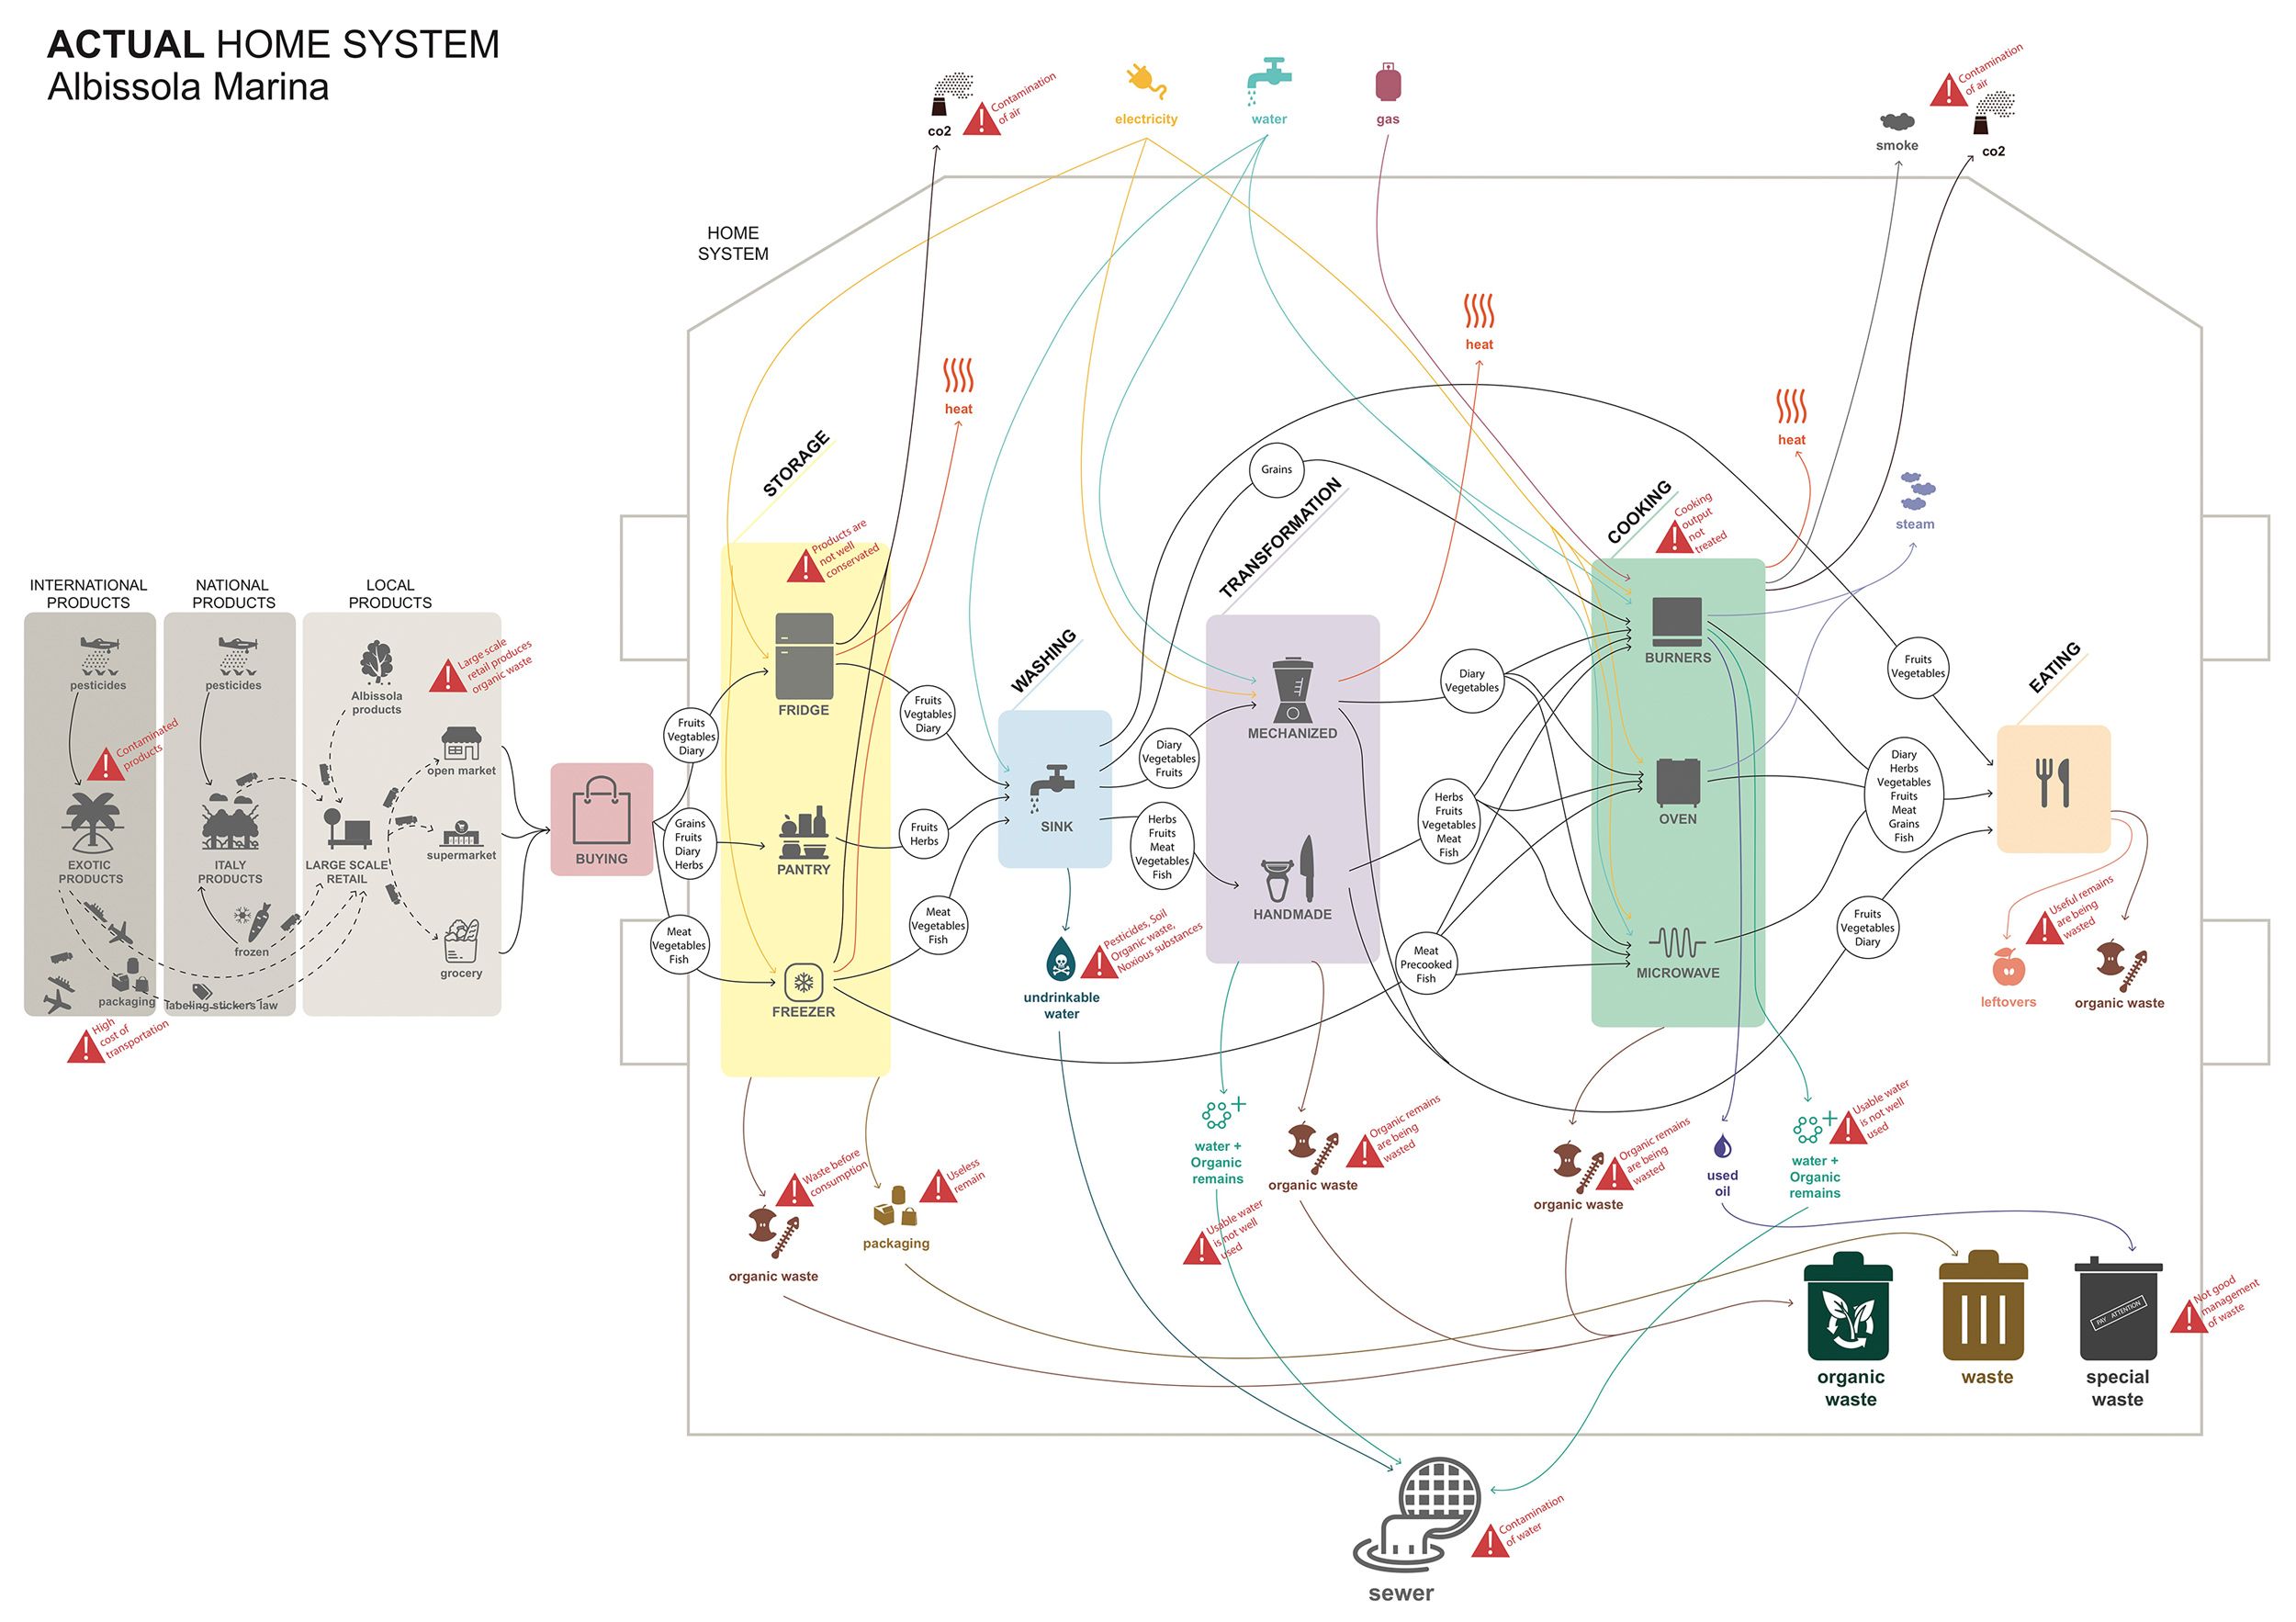 ACTUAL HOME SYSTEM
Albissola Marina
co2
Contamination
of air
electricity
water
gas
Contamination
of air
smoke
co2
HOME
SYSTEM
heat
heat
heat
steam
INTERNATIONAL
PRODUCTS
NATIONAL
PRODUCTS
LOCAL
PRODUCTS
pesticides
Contaminated
products
EXOTIC
PRODUCTS
packaging
High
cost of
transportation
pesticides
ITALY
PRODUCTS
frozen
labeling stickers law
Albissola
products
Large scale
retail produces
organic waste
LARGE SCALE
RETAIL
open market
supermarket
grocery
BUYING
Fruits
Vegtables
Diary
Grains
Fruits
Diary
Herbs
Meat
Vegetables
Fish
STORAGE
Products are
not well
conservated
FRIDGE
PANTRY
FREEZER
Fruits
Vegtables
Diary
Fruits
Herbs
Meat
Vegetables
Fish
WASHING
SINK
Grains
Diary
Vegetables
Fruits
Herbs
Fruits
Meat
Vegetables
Fish
undrinkable
water
Pesticides, Soil
Organic waste,
Noxious substances
TRANSFORMATION
MECHANIZED
HANDMADE
Diary
Vegetables
Herbs
Fruits
Vegetables
Meat
Fish
Meat
Precooked
Fish
COOKING
Cooking
output
not
treated
BURNERS
OVEN
MICROWAVE
Fruits
Vegetables
Diary
Herbs
Vegetables
Fruits
Meat
Grains
Fish
Fruits
Vegetables
Diary
EATING
Useful remains
are being
wasted
leftovers
organic waste
Waste before
consumption
organic waste
Useless
remain
packaging
water +
Organic
remains
Usable water
is not well
used
organic waste
Organic remains
are being
wasted
organic waste
Organic remains
are being
wasted
used
oil
water +
Organic
remains
Usable water
is not well
used
organic
waste
waste
PAY ATTENTION
special
waste
Not good
management
of waste
sewer
Contamination
of water